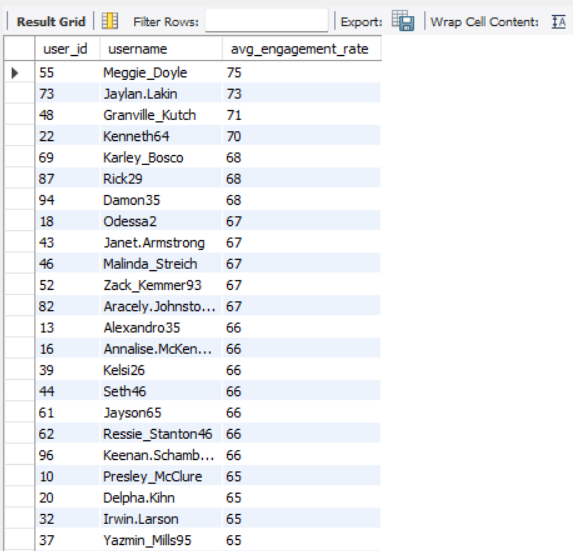 Result Grid Filter Rows: Export: Wrap Cell Content: IA
user_id username avg_engagement_rate
55 Meggie_Doyle 75
73 Jaylan.Lakin 73
48 Granville_Kutch 71
22 Kenneth64 70
69 Karley_Bosco 68
87 Rick29 68
94 Damon35 68
18 Odessa2 67
43 Janet.Armstrong 67
46 Malinda_Streich 67
52 Zack_Kemmer93 67
82 Aracely.Johnsto... 67
13 Alexandro35 66
16 Annalise.McKen... 66
39 Kelsi26 66
44 Seth46 66
61 Jayson65 66
62 Ressie_Stanton46 66
96 Keenan.Schamb... 66
10 Presley_McClure 65
20 Delpha.Kihn 65
32 Irwin.Larson 65
37 Yazmin_Mills95 65